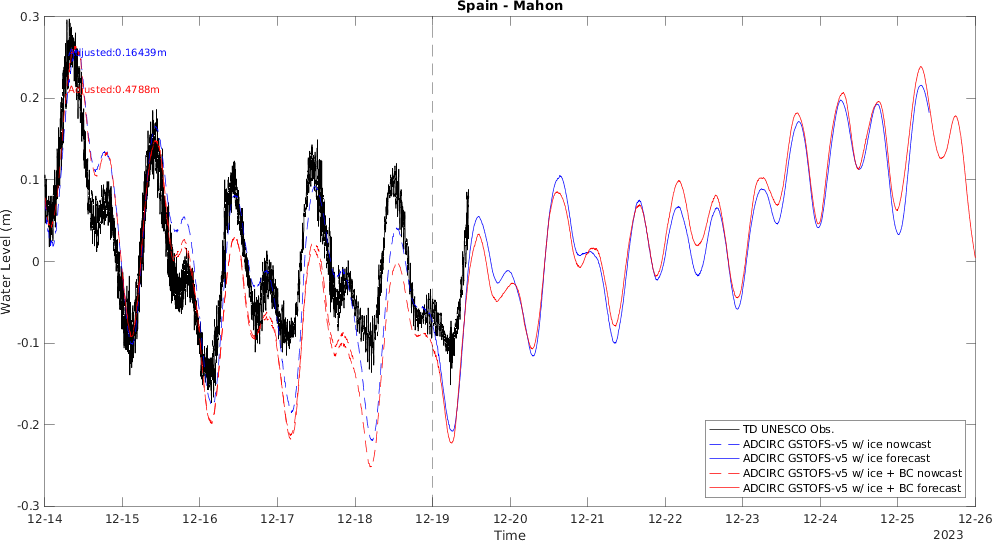 Spain - Mahon
0.3
0.2
0.1
0
-0.1
-0.2
-0.3
Water Level (m)
Adjusted:0.16439m
Adjusted:0.4788m
TD UNESCO Obs.
ADCIRC GSTOFS-v5 w/ ice nowcast
ADCIRC GSTOFS-v5 w/ ice forecast
ADCIRC GSTOFS-v5 w/ ice + BC nowcast
ADCIRC GSTOFS-v5 w/ ice + BC forecast
12-14 12-15 12-16 12-17 12-18 12-19 12-20 12-21 12-22 12-23 12-24 12-25 12-26
Time
2023